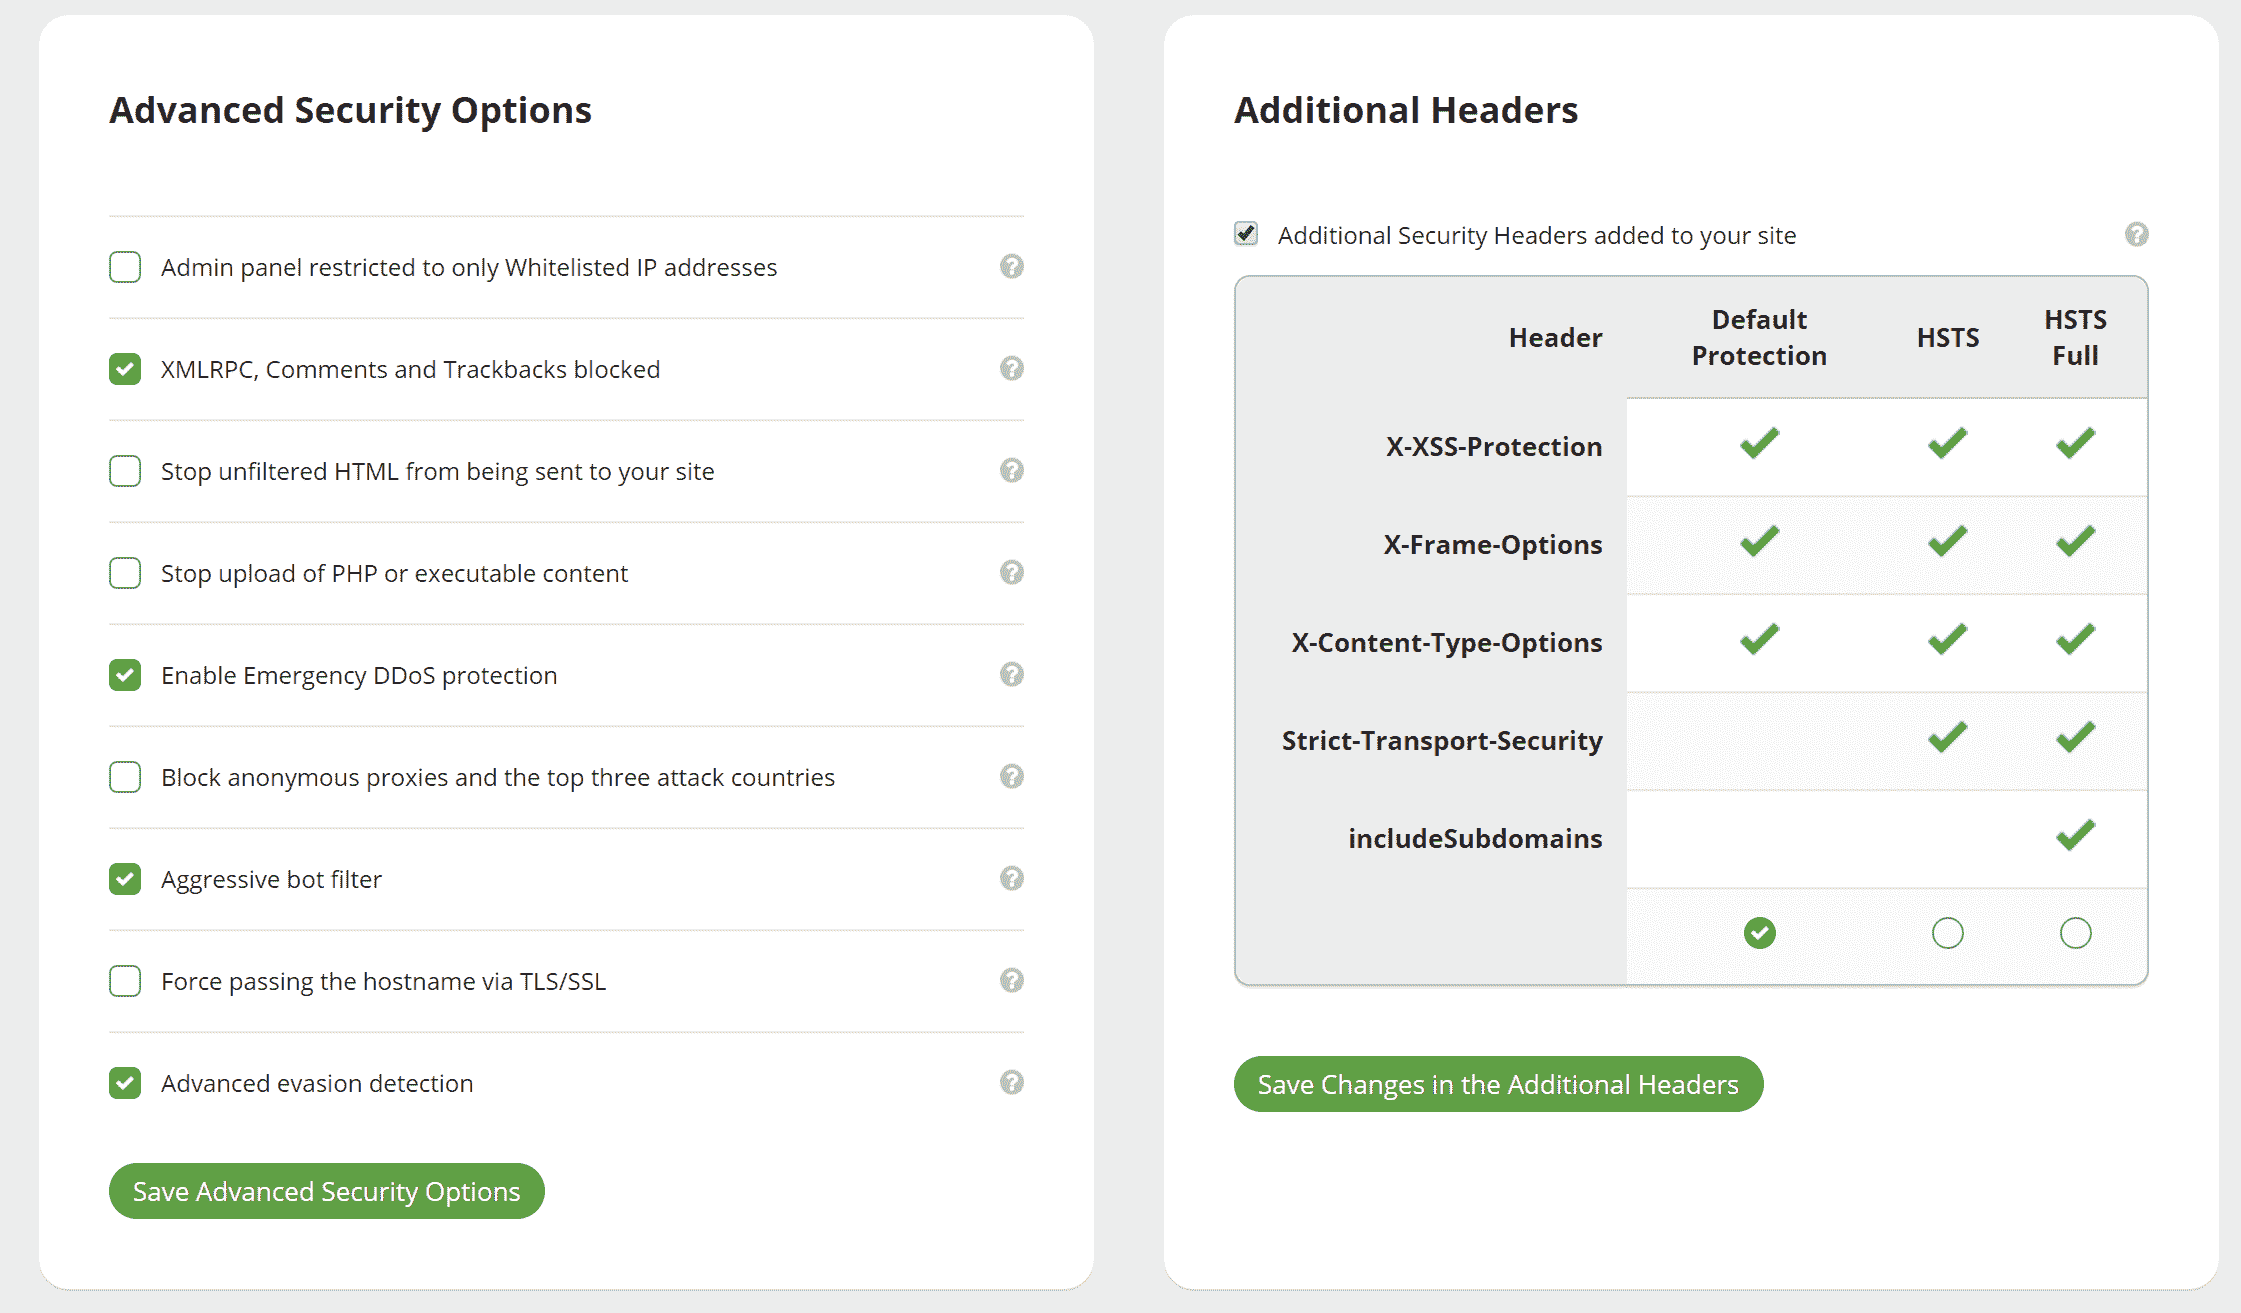 Advanced Security Options
Admin panel restricted to only Whitelisted IP addresses
XMLRPC, Comments and Trackbacks blocked
Stop unfiltered HTML from being sent to your site
Stop upload of PHP or executable content
Enable Emergency DDoS protection
Block anonymous proxies and the top three attack countries
Aggressive bot filter
Force passing the hostname via TLS/SSL
Advanced evasion detection
Save Advanced Security Options
Additional Headers
Additional Security Headers added to your site
Header
Default
Protection
HSTS
HSTS
Full
X-XSS-Protection
X-Frame-Options
X-Content-Type-Options
Strict-Transport-Security
includeSubdomains
Save Changes in the Additional Headers